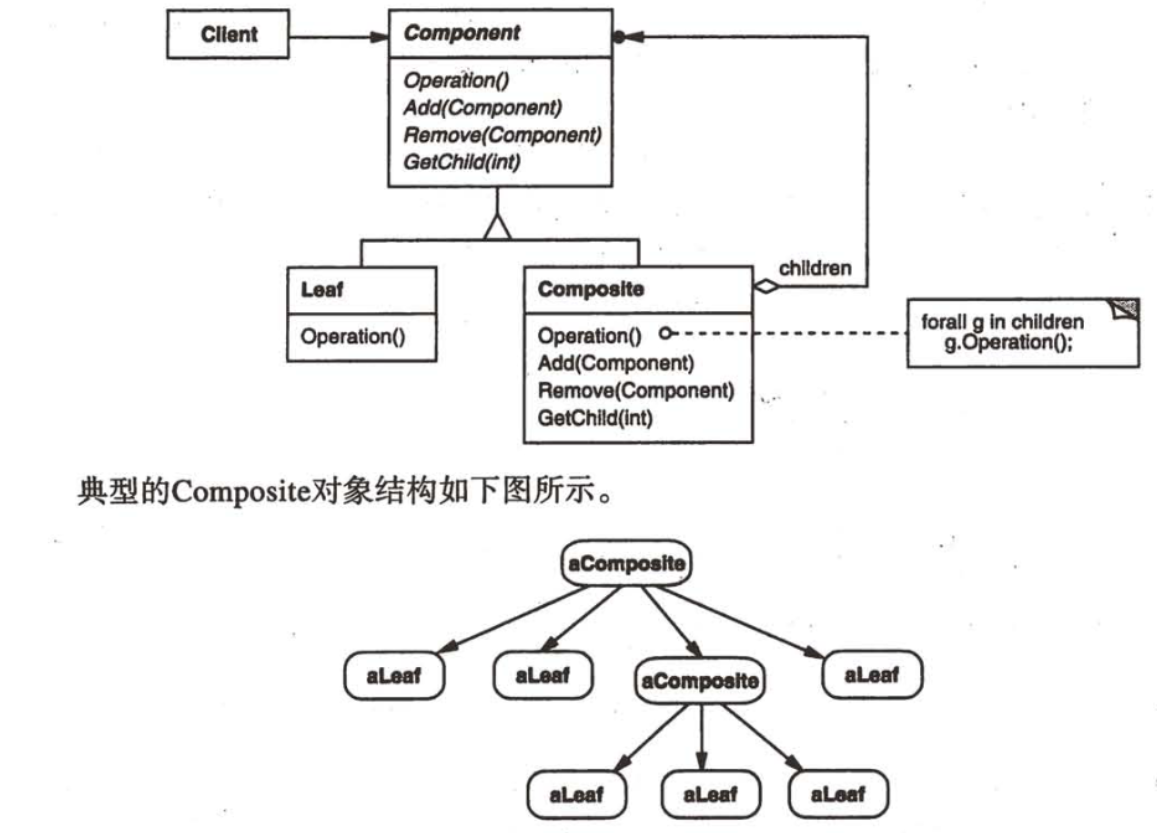 Client
Component
Operation()
Add(Component)
Remove(Component)
GetChild(int)
children
Leaf
Operation()
Composite
Operation()
Add(Component)
Remove(Component)
GetChild(int)
forall g in children
g.Operation();
典型的Composite对象结构如下图所示。
aComposite
aLeaf
aLeaf
aComposite
aLeaf
aLeaf
aLeaf
aLeaf